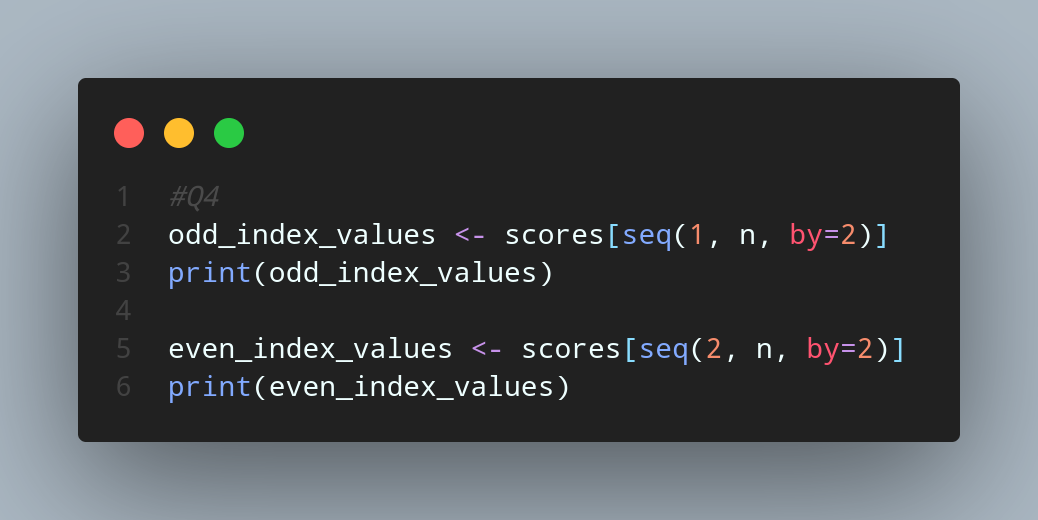 1 #Q4
2 odd_index_values <- scores[seq(1, n, by=2)]
3 print(odd_index_values)
4
5 even_index_values <- scores[seq(2, n, by=2)]
6 print(even_index_values)